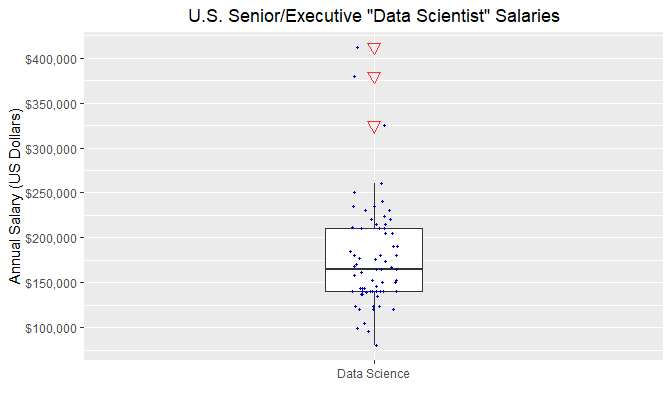 U.S. Senior/Executive "Data Scientist" Salaries
Annual Salary (US Dollars)
$400,000
$350,000
$300,000
$250,000
$200,000
$150,000
$100,000
Data Science